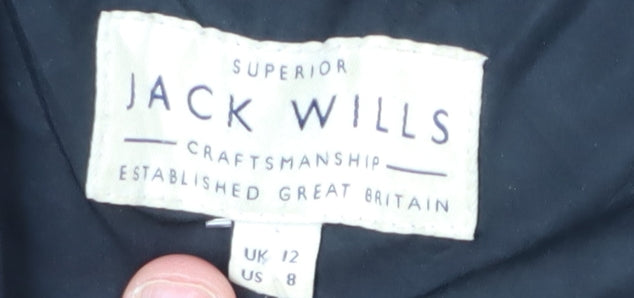 SUPERIOR
JACK WILLS
CRAFTSMANSHIP
ESTABLISHED GREAT BRITAIN
UK 12
US 8